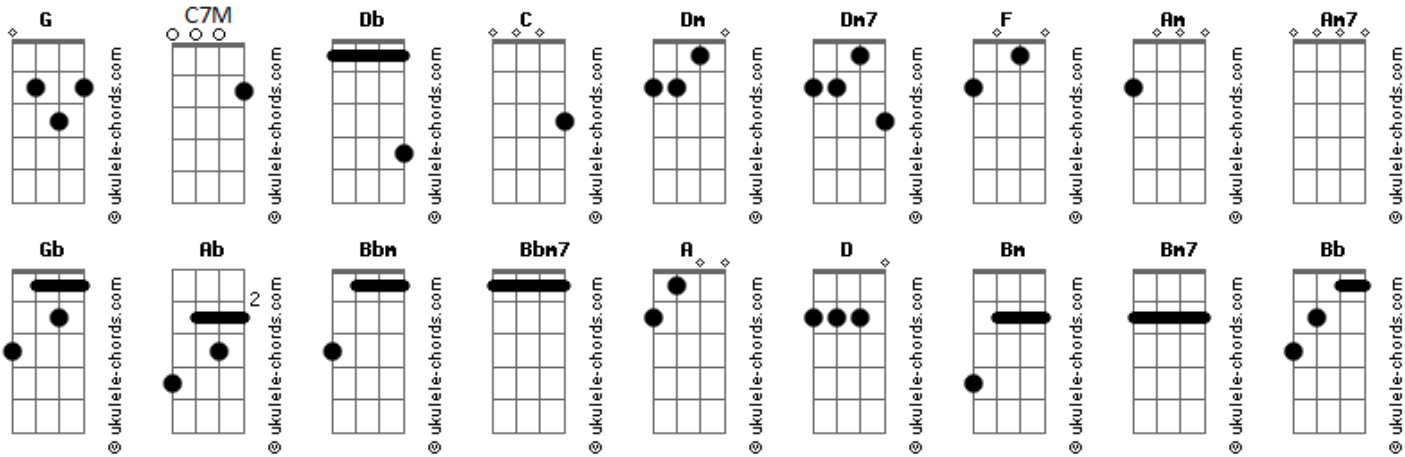 G C7M Db C Dm Dm7 F Am Am7
© ukulele-chords.com © ukulele-chords.com © ukulele-chords.com © ukulele-chords.com © ukulele-chords.com © ukulele-chords.com © ukulele-chords.com © ukulele-chords.com © ukulele-chords.com
Gb Ab Bbm Bbm7 A D Bm Bm7 Bb
2
© ukulele-chords.com © ukulele-chords.com © ukulele-chords.com © ukulele-chords.com © ukulele-chords.com © ukulele-chords.com © ukulele-chords.com © ukulele-chords.com © ukulele-chords.com